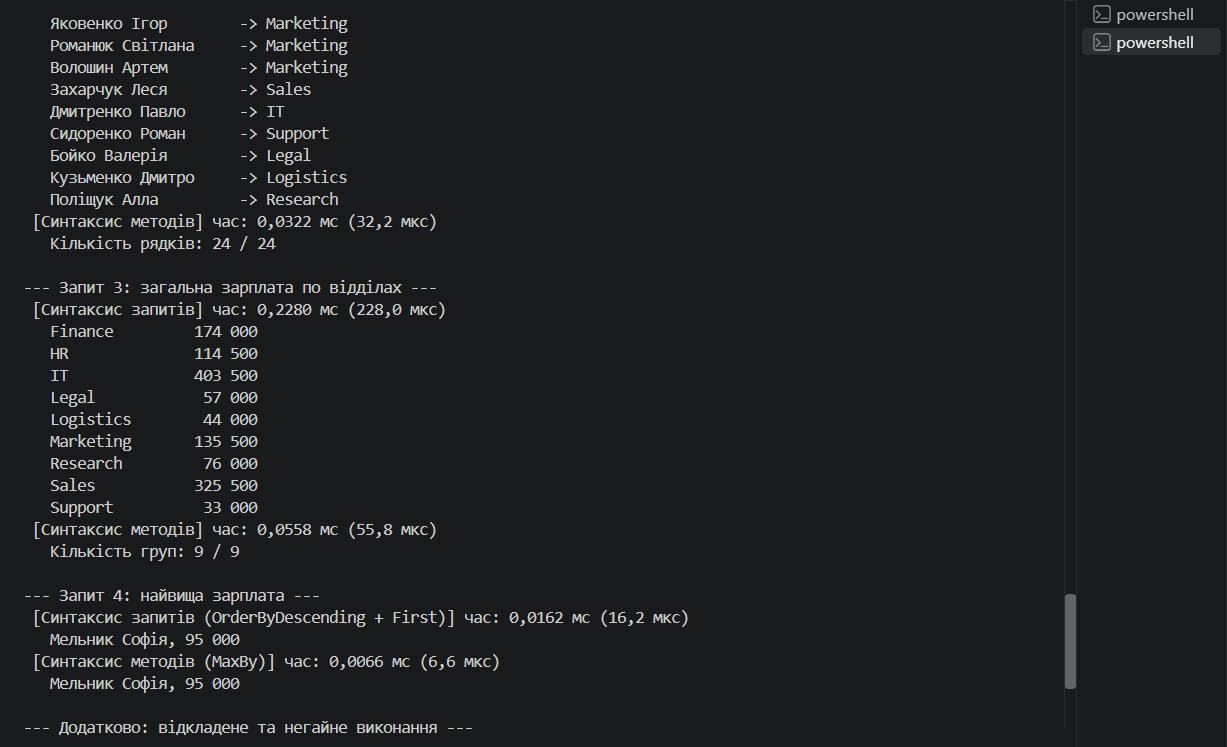 Яковенко Ігор -> Marketing
Романюк Світлана -> Marketing
Волошин Артем -> Marketing
Захарчук Леся -> Sales
Дмитренко Павло -> IT
Сидоренко Роман -> Support
Бойко Валерія -> Legal
Кузьменко Дмитро -> Logistics
Поліщук Алла -> Research
[Синтаксис методів] час: 0,0322 мс (32,2 мкс)
Кількість рядків: 24 / 24
--- Запит 3: загальна зарплата по відділах ---
[Синтаксис запитів] час: 0,2280 мс (228,0 мкс)
Finance 174 000
HR 114 500
IT 403 500
Legal 57 000
Logistics 44 000
Marketing 135 500
Research 76 000
Sales 325 500
Support 33 000
[Синтаксис методів] час: 0,0558 мс (55,8 мкс)
Кількість груп: 9 / 9
--- Запит 4: найвища зарплата ---
[Синтаксис запитів (OrderByDescending + First)] час: 0,0162 мс (16,2 мкс)
Мельник Софія, 95 000
[Синтаксис методів (MaxBy)] час: 0,0066 мс (6,6 мкс)
Мельник Софія, 95 000
--- Додатково: відкладене та негайне виконання ---
powershell
powershell